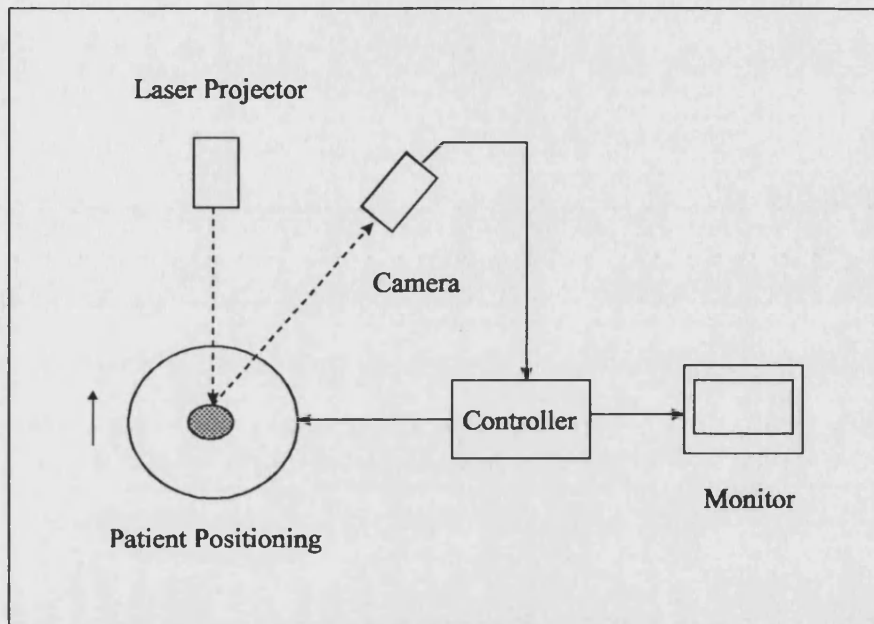 Laser Projector
Camera
Controller
Monitor
Patient Positioning